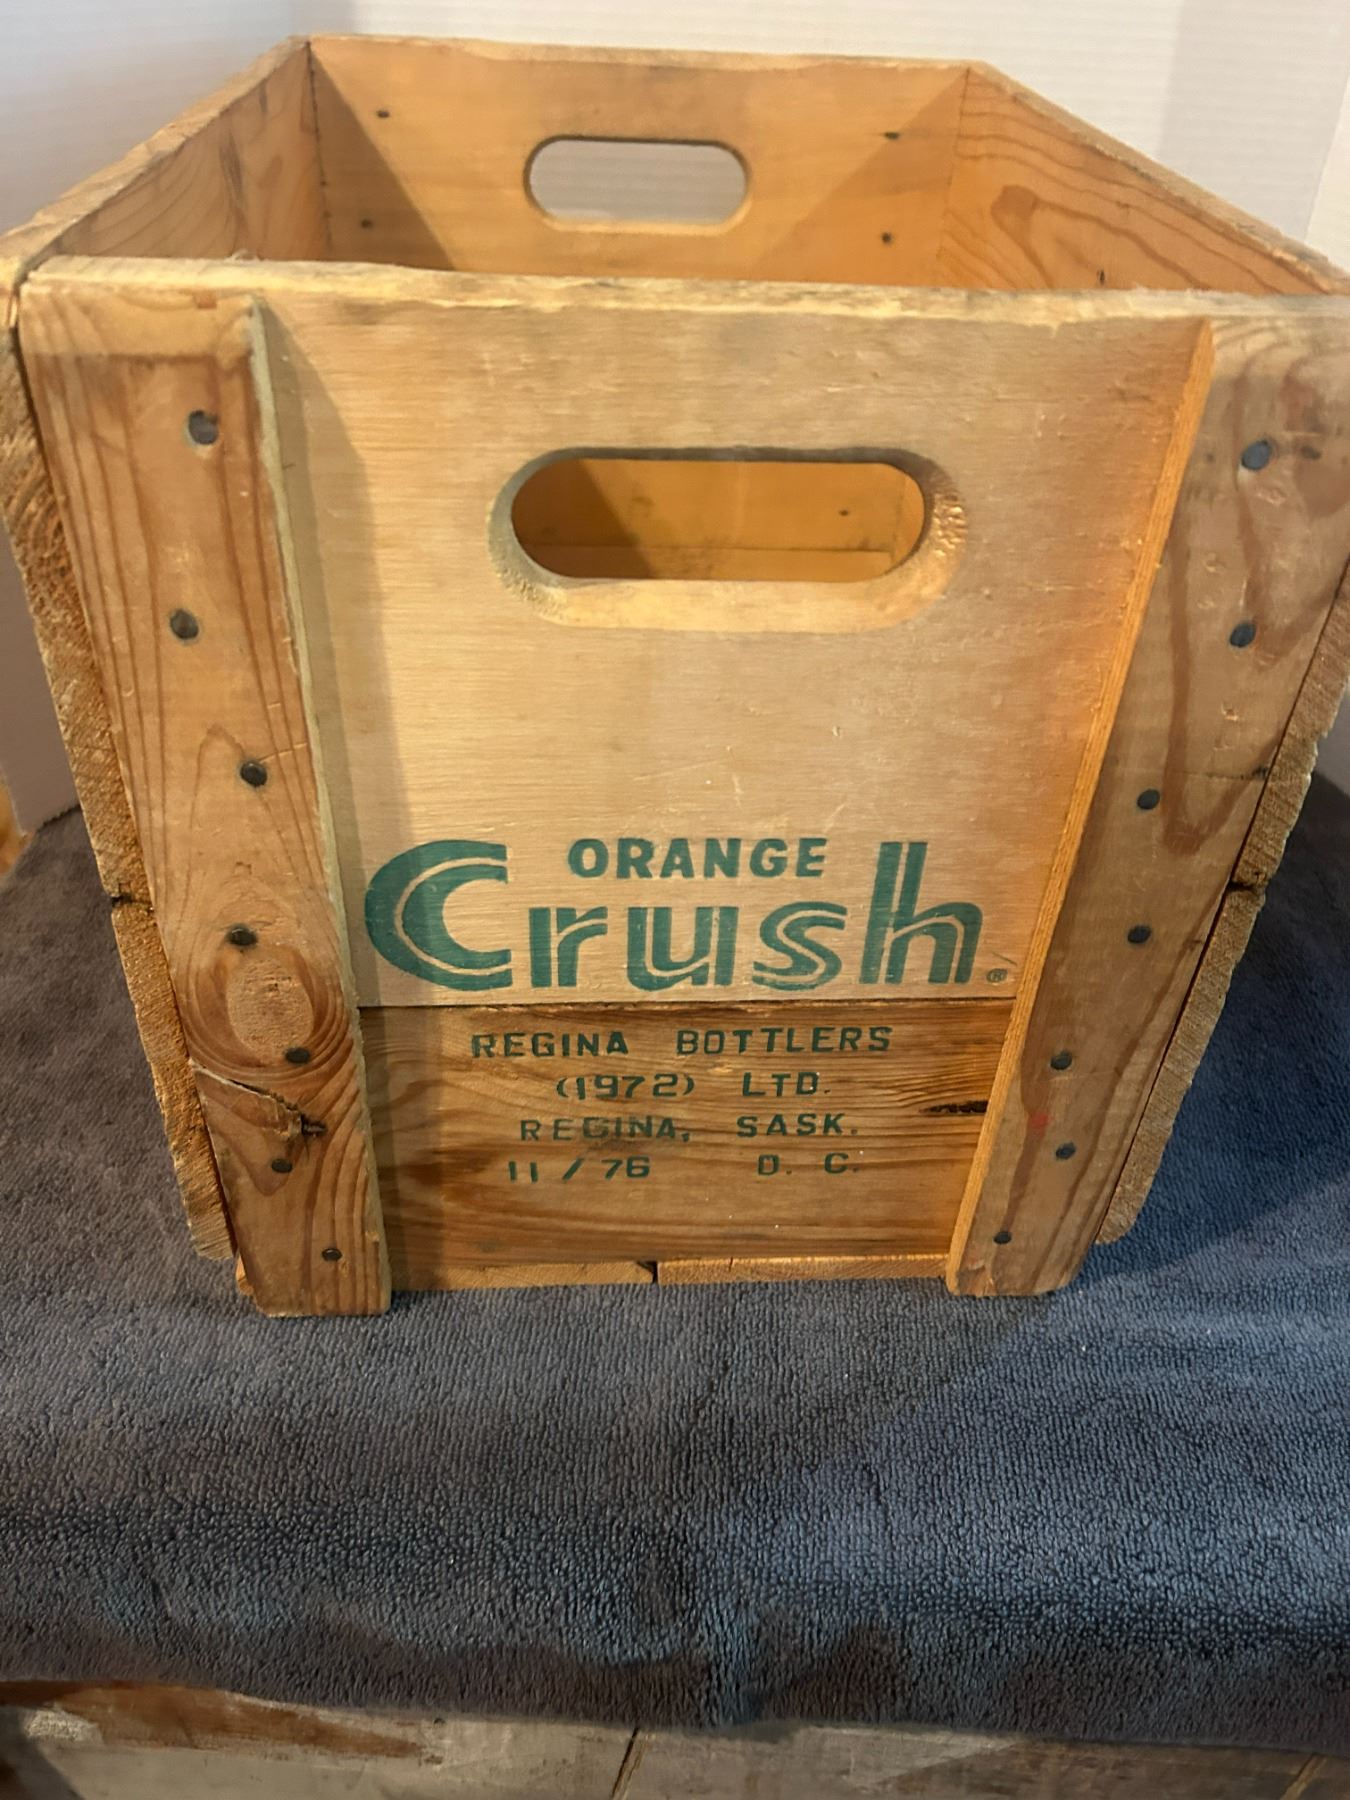 ORANGE
Crush®
REGINA BOTTLERS
(1972) LTD.
REGINA, SASK.
11/76 D. C.